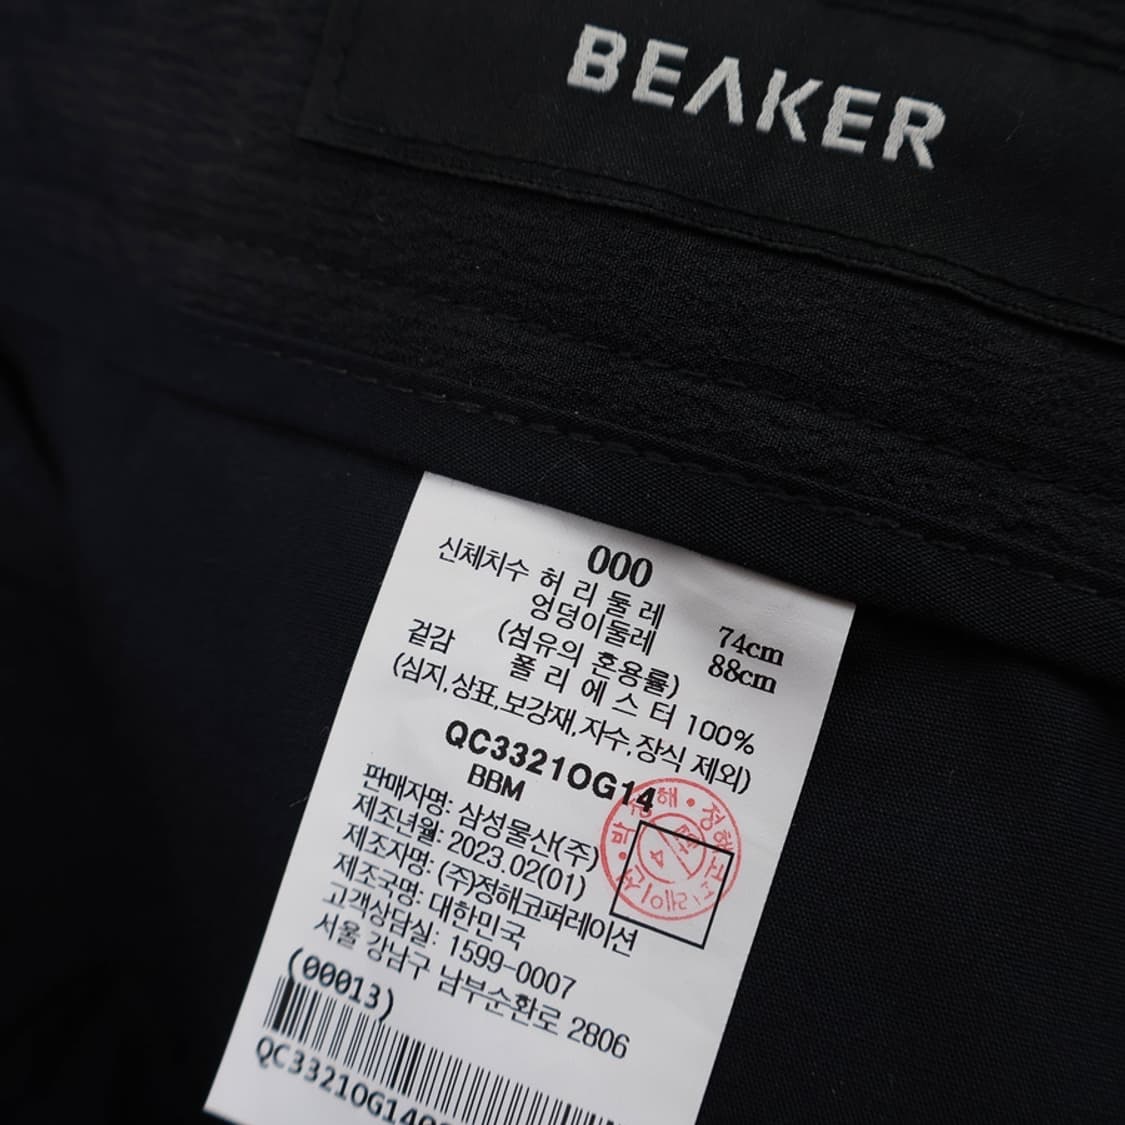 BEAKER
000
신체치수 허 리 둘 레 74cm
엉덩이둘레 88cm
겉감 (섬유의 혼용률)
폴 리 에 스 터 100%
(심지,상표,보강재,자수,장식 제외)
QC3321OG14
BBM
판매자명: 삼성물산(주)
제조년월: 2023.02(01)
제조자명: (주)정해코퍼레이션
제조국명: 대한민국
고객상담실: 1599-0007
서울 강남구 남부순환로 2806
(00013)
QC3321OG140